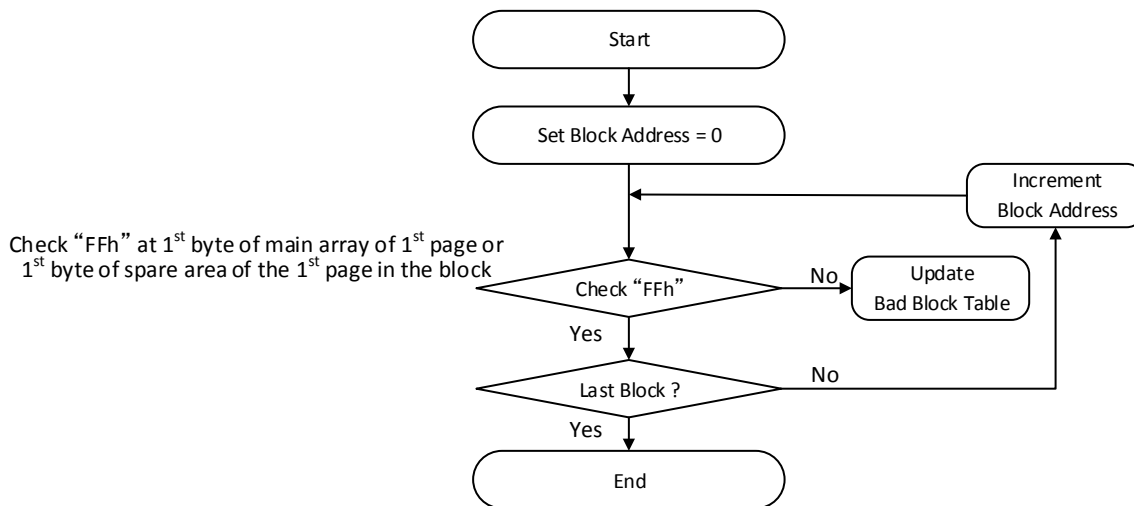 Start
Set Block Address = 0
Increment
Block Address
Check “FFh” at 1st byte of main array of 1st page or
1st byte of spare area of the 1st page in the block
Check “FFh”
No
Update
Bad Block Table
Yes
Last Block ?
No
Yes
End